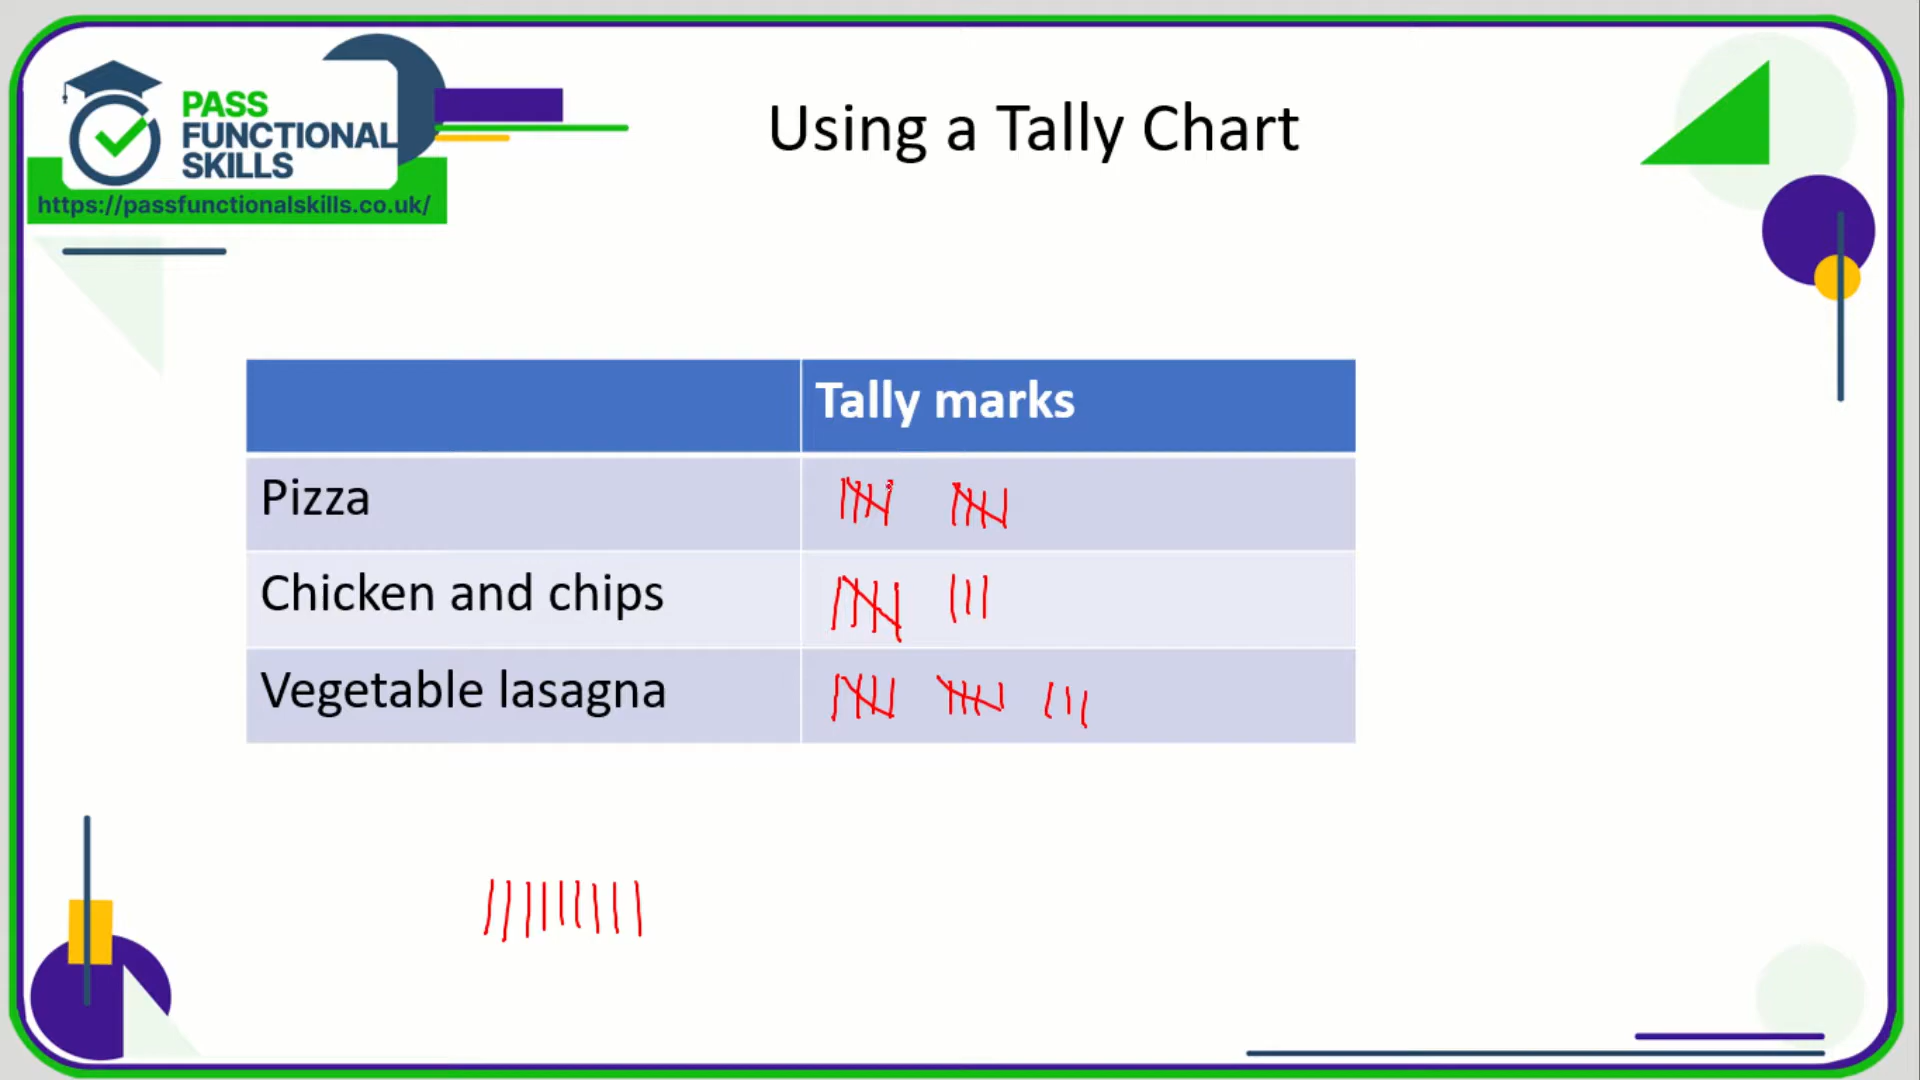 PASS
FUNCTIONAL
SKILLS
https://passfunctionalskills.co.uk/
Using a Tally Chart
Tally marks
Pizza
Chicken and chips
Vegetable lasagna